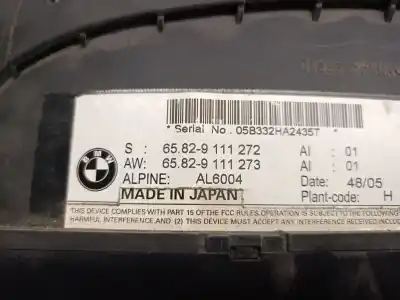 * Serial No.: 05B332HA2435T *
S : 65.82-9 111 272 AI : 01
AW: 65.82-9 111 273 AI : 01
ALPINE: AL6004 Date: 48/05
MADE IN JAPAN Plant-code: H
BMW
THIS DEVICE COMPLIES WITH PART 15 OF THE FCC RULES.OPERATION IS SUBJECT TO THE FOLLOWING
HARMFUL INTERFERENCE,AND (2) THIS DEVICE MUST ACCEPT ANY INTERFERENCE RECEIVED